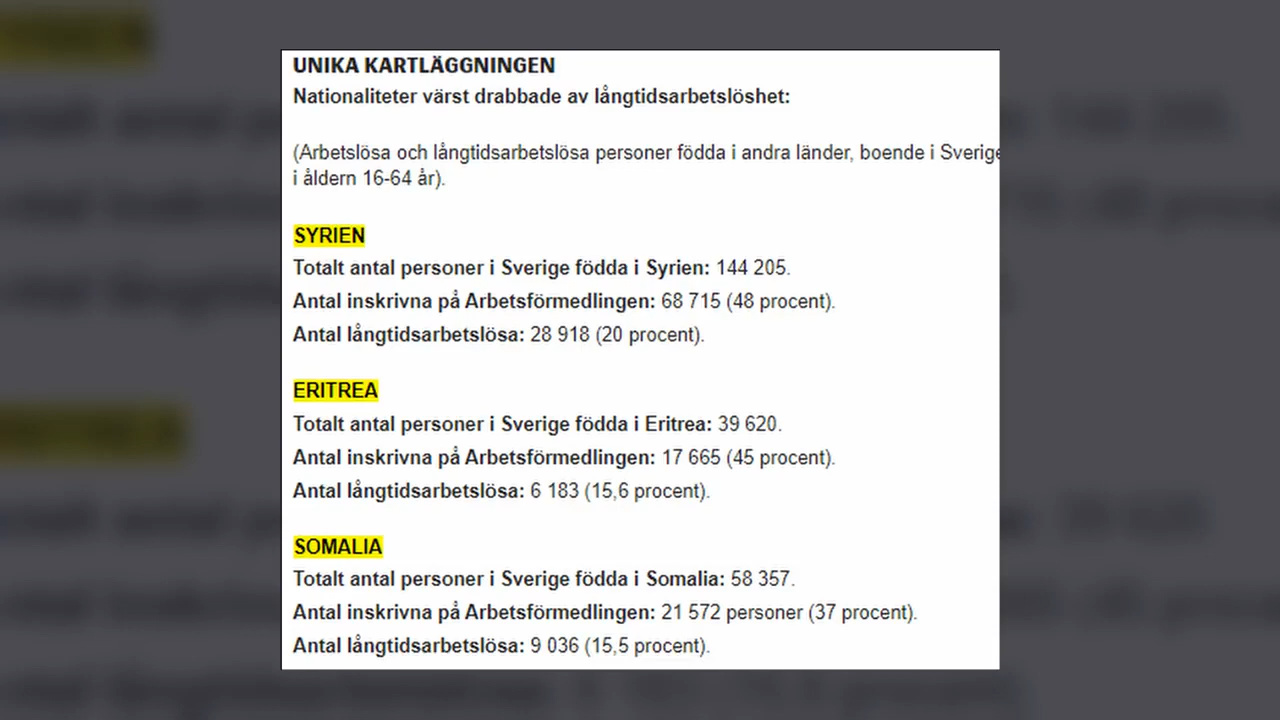 UNIKA KARTLÄGGNINGEN
Nationaliteter värst drabbade av långtidsarbetslöshet:
(Arbetslösa och långtidsarbetslösa personer födda i andra länder, boende i Sverige
i åldern 16-64 år).
SYRIEN
Totalt antal personer i Sverige födda i Syrien: 144 205.
Antal inskrivna på Arbetsförmedlingen: 68 715 (48 procent).
Antal långtidsarbetslösa: 28 918 (20 procent).
ERITREA
Totalt antal personer i Sverige födda i Eritrea: 39 620.
Antal inskrivna på Arbetsförmedlingen: 17 665 (45 procent).
Antal långtidsarbetslösa: 6 183 (15,6 procent).
SOMALIA
Totalt antal personer i Sverige födda i Somalia: 58 357.
Antal inskrivna på Arbetsförmedlingen: 21 572 personer (37 procent).
Antal långtidsarbetslösa: 9 036 (15,5 procent).